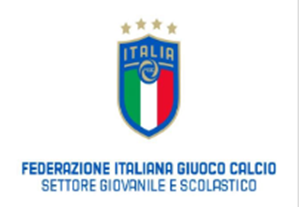 ITALIA
FIGC
FEDERAZIONE ITALIANA GIUOCO CALCIO
SETTORE GIOVANILE E SCOLASTICO